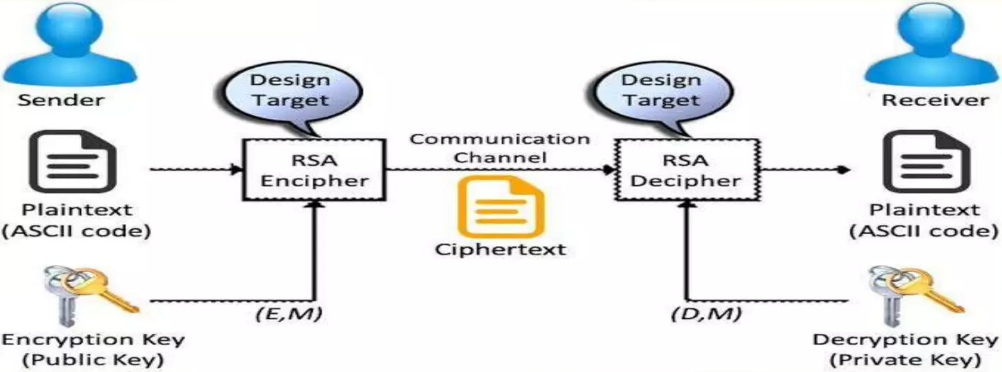 Sender
Design
Target
Design
Target
Receiver
Communication
Channel
RSA
Encipher
RSA
Decipher
Plaintext
(ASCII code)
Ciphertext
Plaintext
(ASCII code)
(E,M)
(D,M)
Encryption Key
(Public Key)
Decryption Key
(Private Key)